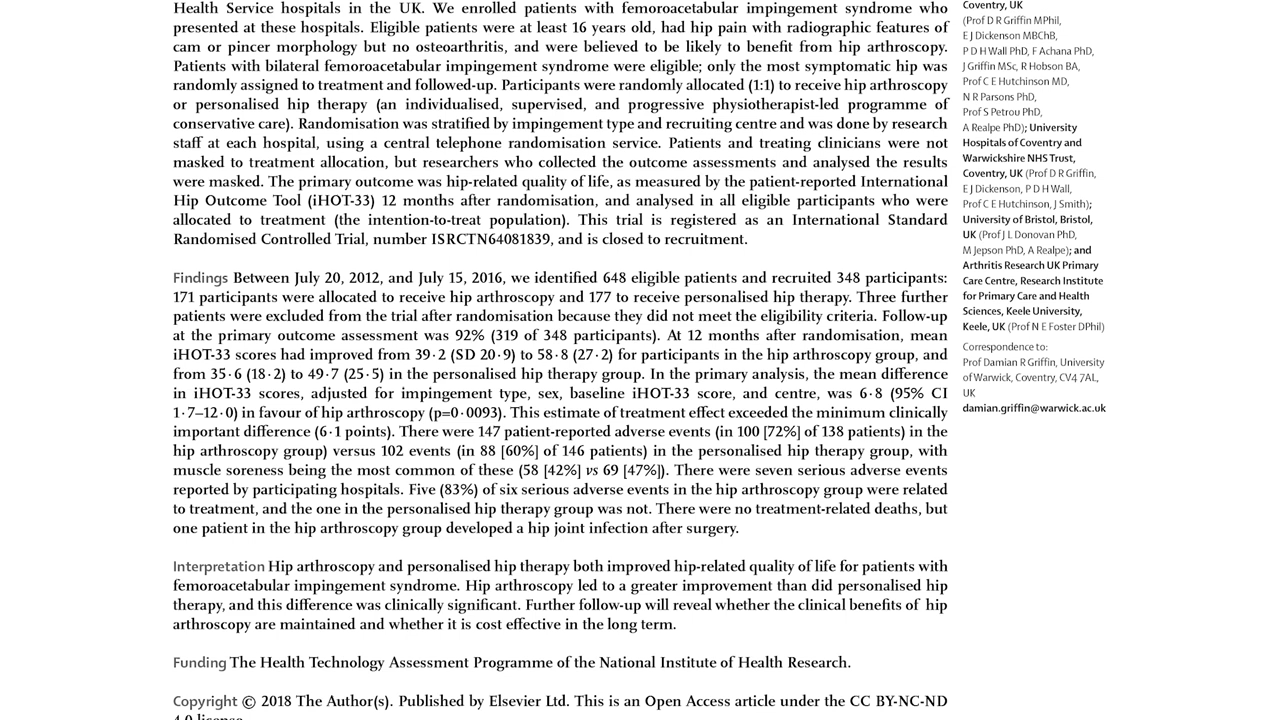 Health Service hospitals in the UK. We enrolled patients with femoroacetabular impingement syndrome who
presented at these hospitals. Eligible patients were at least 16 years old, had hip pain with radiographic features of
cam or pincer morphology but no osteoarthritis, and were believed to be likely to benefit from hip arthroscopy.
Patients with bilateral femoroacetabular impingement syndrome were eligible; only the most symptomatic hip was
randomly assigned to treatment and followed-up. Participants were randomly allocated (1:1) to receive hip arthroscopy
or personalised hip therapy (an individualised, supervised, and progressive physiotherapist-led programme of
conservative care). Randomisation was stratified by impingement type and recruiting centre and was done by research
staff at each hospital, using a central telephone randomisation service. Patients and treating clinicians were not
masked to treatment allocation, but researchers who collected the outcome assessments and analysed the results
were masked. The primary outcome was hip-related quality of life, as measured by the patient-reported International
Hip Outcome Tool (iHOT-33) 12 months after randomisation, and analysed in all eligible participants who were
allocated to treatment (the intention-to-treat population). This trial is registered as an International Standard
Randomised Controlled Trial, number ISRCTN64081839, and is closed to recruitment.
Findings Between July 20, 2012, and July 15, 2016, we identified 648 eligible patients and recruited 348 participants:
171 participants were allocated to receive hip arthroscopy and 177 to receive personalised hip therapy. Three further
patients were excluded from the trial after randomisation because they did not meet the eligibility criteria. Follow-up
at the primary outcome assessment was 92% (319 of 348 participants). At 12 months after randomisation, mean
iHOT-33 scores had improved from 39·2 (SD 20·9) to 58·8 (27·2) for participants in the hip arthroscopy group, and
from 35·6 (18·2) to 49·7 (25·5) in the personalised hip therapy group. In the primary analysis, the mean difference
in iHOT-33 scores, adjusted for impingement type, sex, baseline iHOT-33 score, and centre, was 6·8 (95% CI
1·7–12·0) in favour of hip arthroscopy (p=0·0093). This estimate of treatment effect exceeded the minimum clinically
important difference (6·1 points). There were 147 patient-reported adverse events (in 100 [72%] of 138 patients) in the
hip arthroscopy group) versus 102 events (in 88 [60%] of 146 patients) in the personalised hip therapy group, with
muscle soreness being the most common of these (58 [42%] vs 69 [47%]). There were seven serious adverse events
reported by participating hospitals. Five (83%) of six serious adverse events in the hip arthroscopy group were related
to treatment, and the one in the personalised hip therapy group was not. There were no treatment-related deaths, but
one patient in the hip arthroscopy group developed a hip joint infection after surgery.
Interpretation Hip arthroscopy and personalised hip therapy both improved hip-related quality of life for patients with
femoroacetabular impingement syndrome. Hip arthroscopy led to a greater improvement than did personalised hip
therapy, and this difference was clinically significant. Further follow-up will reveal whether the clinical benefits of hip
arthroscopy are maintained and whether it is cost effective in the long term.
Funding The Health Technology Assessment Programme of the National Institute of Health Research.
Copyright © 2018 The Author(s). Published by Elsevier Ltd. This is an Open Access article under the CC BY-NC-ND
4.0 license.
Coventry, UK
(Prof D R Griffin MPhil,
E J Dickenson MBChB,
P D H Wall PhD, F Achana PhD,
J Griffin MSc, R Hobson BA,
Prof C E Hutchinson MD,
N R Parsons PhD,
Prof S Petrou PhD,
A Realpe PhD); University
Hospitals of Coventry and
Warwickshire NHS Trust,
Coventry, UK (Prof D R Griffin,
E J Dickenson, P D H Wall,
Prof C E Hutchinson, J Smith);
University of Bristol, Bristol,
UK (Prof J L Donovan PhD,
M Jepson PhD, A Realpe); and
Arthritis Research UK Primary
Care Centre, Research Institute
for Primary Care and Health
Sciences, Keele University,
Keele, UK (Prof N E Foster DPhil)
Correspondence to:
Prof Damian R Griffin, University
of Warwick, Coventry, CV4 7AL,
UK
damian.griffin@warwick.ac.uk